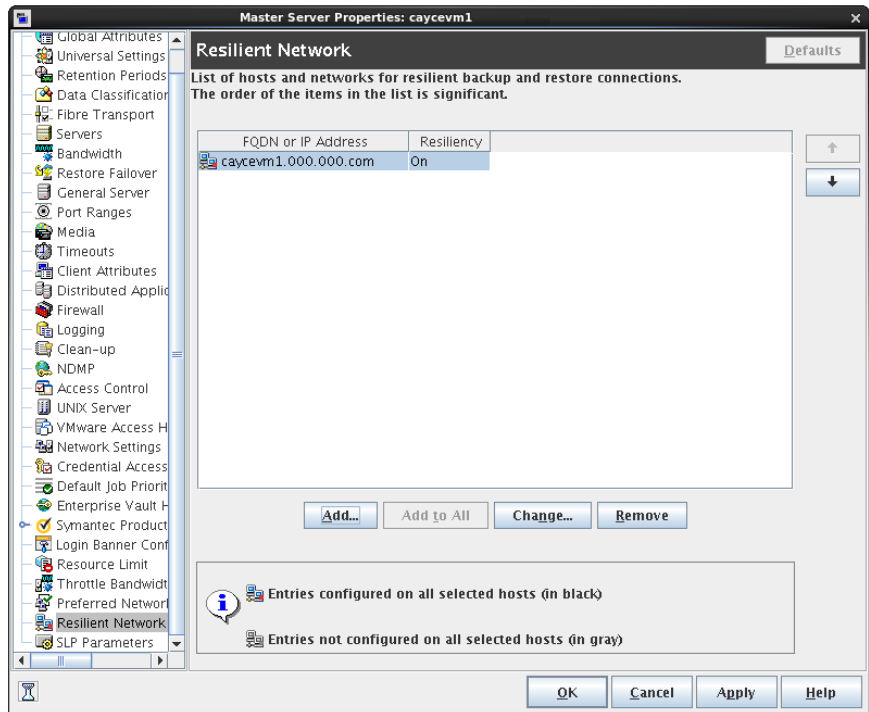 Master Server Properties: caycevm1
Global Attributes
Universal Settings
Retention Periods
Data Classification
Fibre Transport
Servers
Bandwidth
Restore Failover
General Server
Port Ranges
Media
Timeouts
Client Attributes
Distributed Applic
Firewall
Logging
Clean-up
NDMP
Access Control
UNIX Server
VMware Access H
Network Settings
Credential Access
Default Job Priorit
Enterprise Vault H
Symantec Product
Login Banner Conf
Resource Limit
Throttle Bandwidt
Preferred Networl
Resilient Network
SLP Parameters
Resilient Network
Defaults
List of hosts and networks for resilient backup and restore connections.
The order of the items in the list is significant.
FQDN or IP Address Resiliency
caycevm1.000.000.com On
Add... Add to All Change... Remove
Entries configured on all selected hosts (in black)
Entries not configured on all selected hosts (in gray)
OK Cancel Apply Help